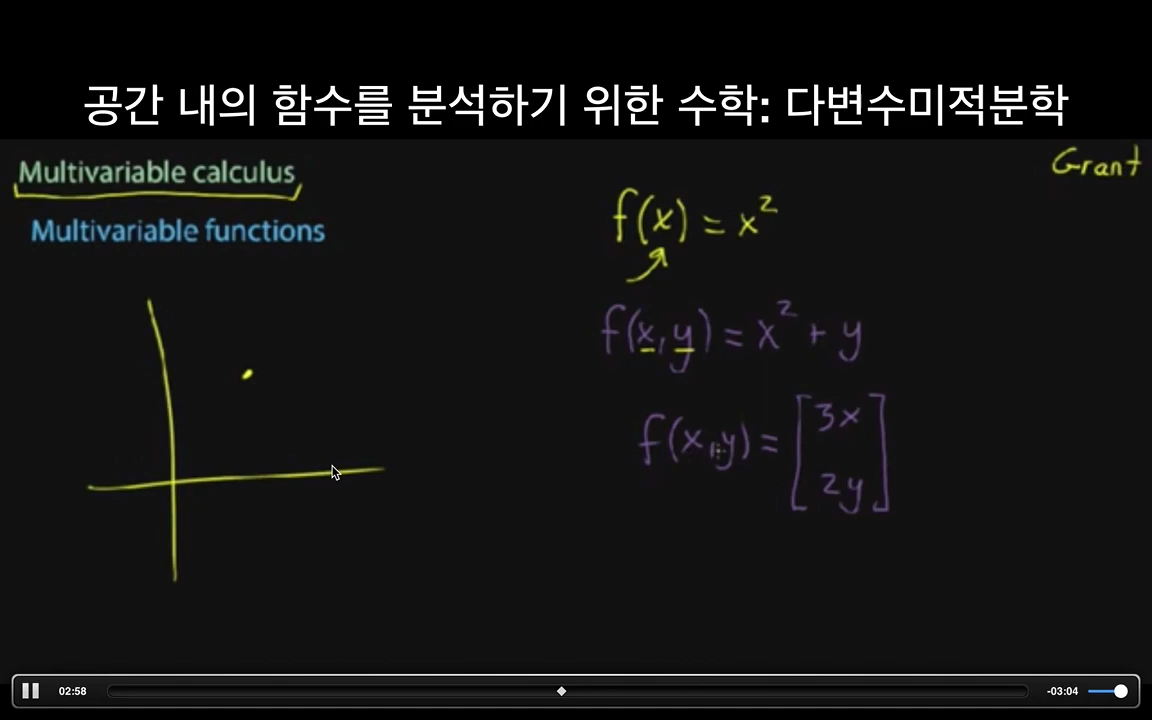 공간 내의 함수를 분석하기 위한 수학: 다변수미적분학
Multivariable calculus
Grant
Multivariable functions
f(x) = x²
f(x,y) = x² + y
f(x,y) = [3x
2y]
02:58
-03:04